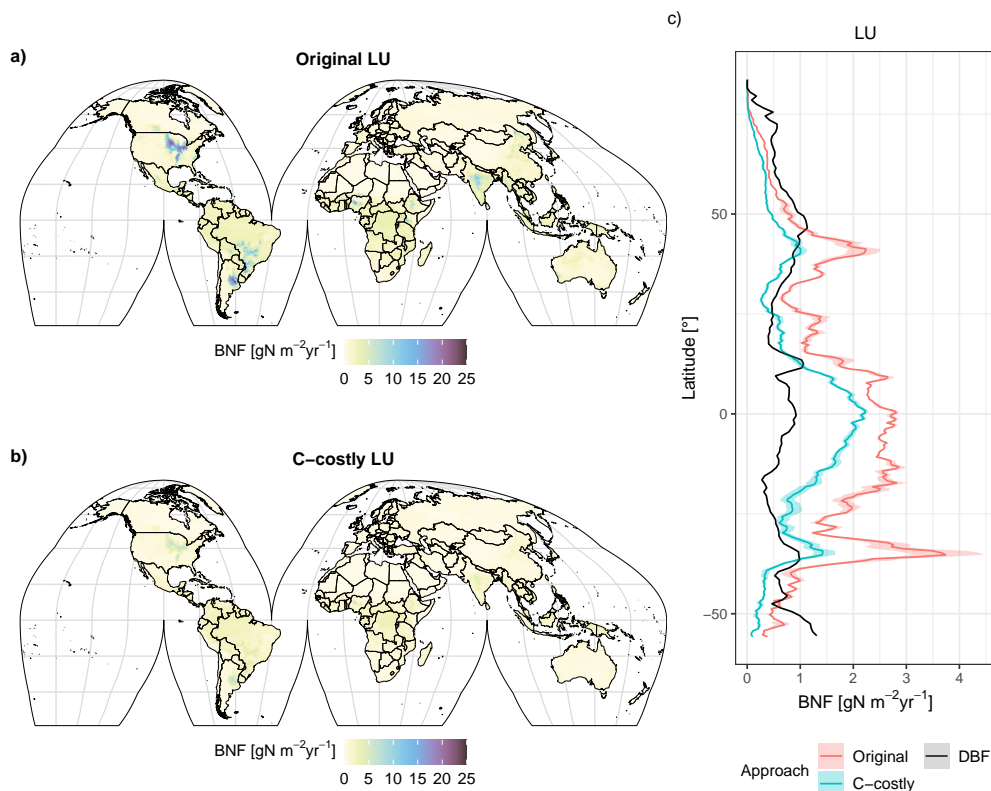 a)
Original LU
BNF [gN m⁻²yr⁻¹]
0 5 10 15 20 25
b)
C−costly LU
BNF [gN m⁻²yr⁻¹]
0 5 10 15 20 25
c)
LU
Latitude [°]
50
0
−50
0 1 2 3 4
BNF [gN m⁻²yr⁻¹]
Approach
Original
DBF
C−costly